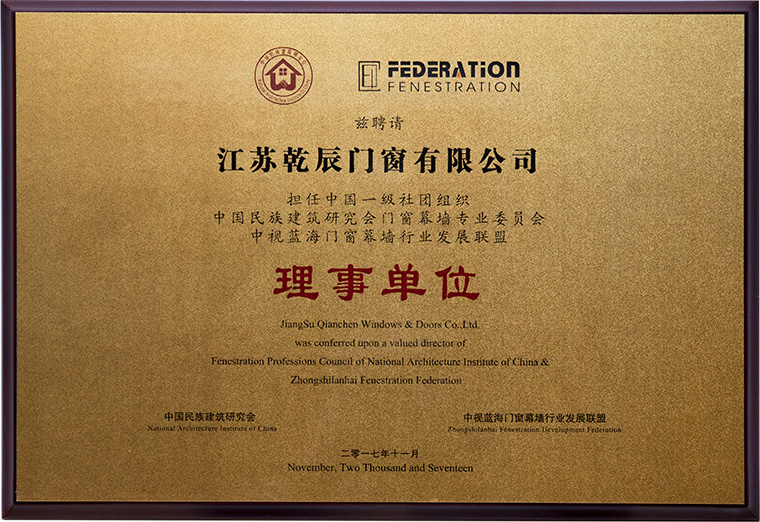 FEDERATiON
FENESTRATION
兹聘请
江苏乾辰门窗有限公司
担任中国一级社团组织
中国民族建筑研究会门窗幕墙专业委员会
中视蓝海门窗幕墙行业发展联盟
理事单位
JiangSu Qianchen Windows & Doors Co.,Ltd.
was conferred upon a valued director of
Fenestration Professions Council of National Architecture Institute of China &
Zhongshilanhai Fenestration Federation
中国民族建筑研究会
National Architecture Institute of China
中视蓝海门窗幕墙行业发展联盟
Zhongshilanhai Fenestration Development Federation
二零一七年十一月
November, Two Thousand and Seventeen